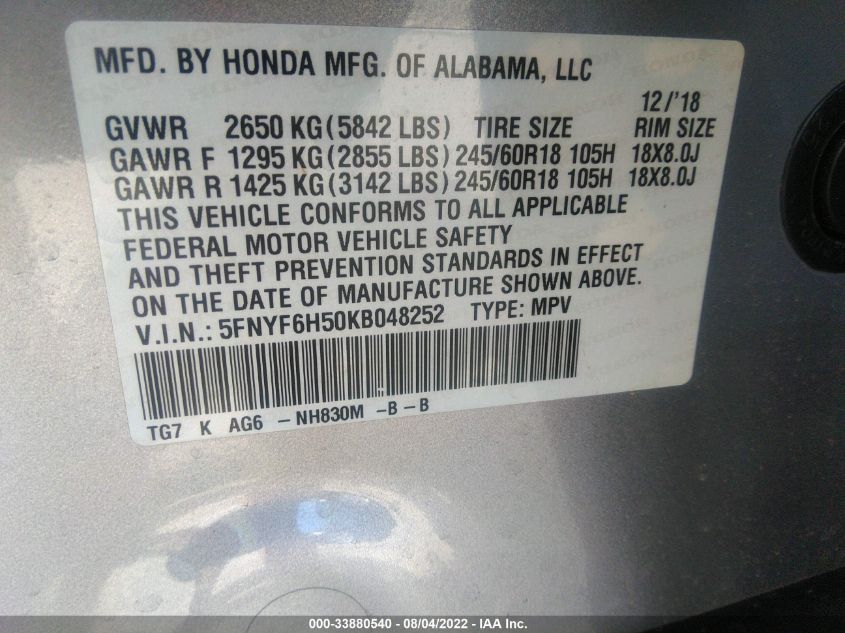 MFD. BY HONDA MFG. OF ALABAMA, LLC
12/'18
GVWR 2650 KG(5842 LBS) TIRE SIZE RIM SIZE
GAWR F 1295 KG(2855 LBS)245/60R18 105H 18X8.0J
GAWR R 1425 KG(3142 LBS)245/60R18 105H 18X8.0J
THIS VEHICLE CONFORMS TO ALL APPLICABLE
FEDERAL MOTOR VEHICLE SAFETY
AND THEFT PREVENTION STANDARDS IN EFFECT
ON THE DATE OF MANUFACTURE SHOWN ABOVE.
V.I.N.: 5FNYF6H50KB048252 TYPE: MPV
TG7 K AG6 -NH830M -B-B
000-33880540 - 08/04/2022 - IAA Inc.